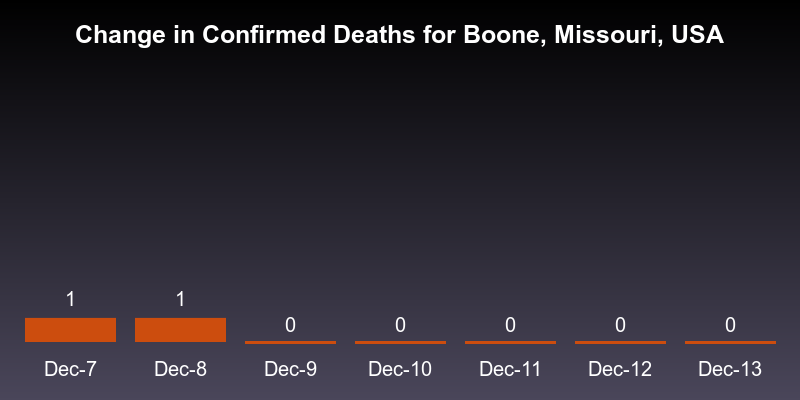 Change in Confirmed Deaths for Boone, Missouri, USA
1 1 0 0 0 0 0
Dec-7 Dec-8 Dec-9 Dec-10 Dec-11 Dec-12 Dec-13